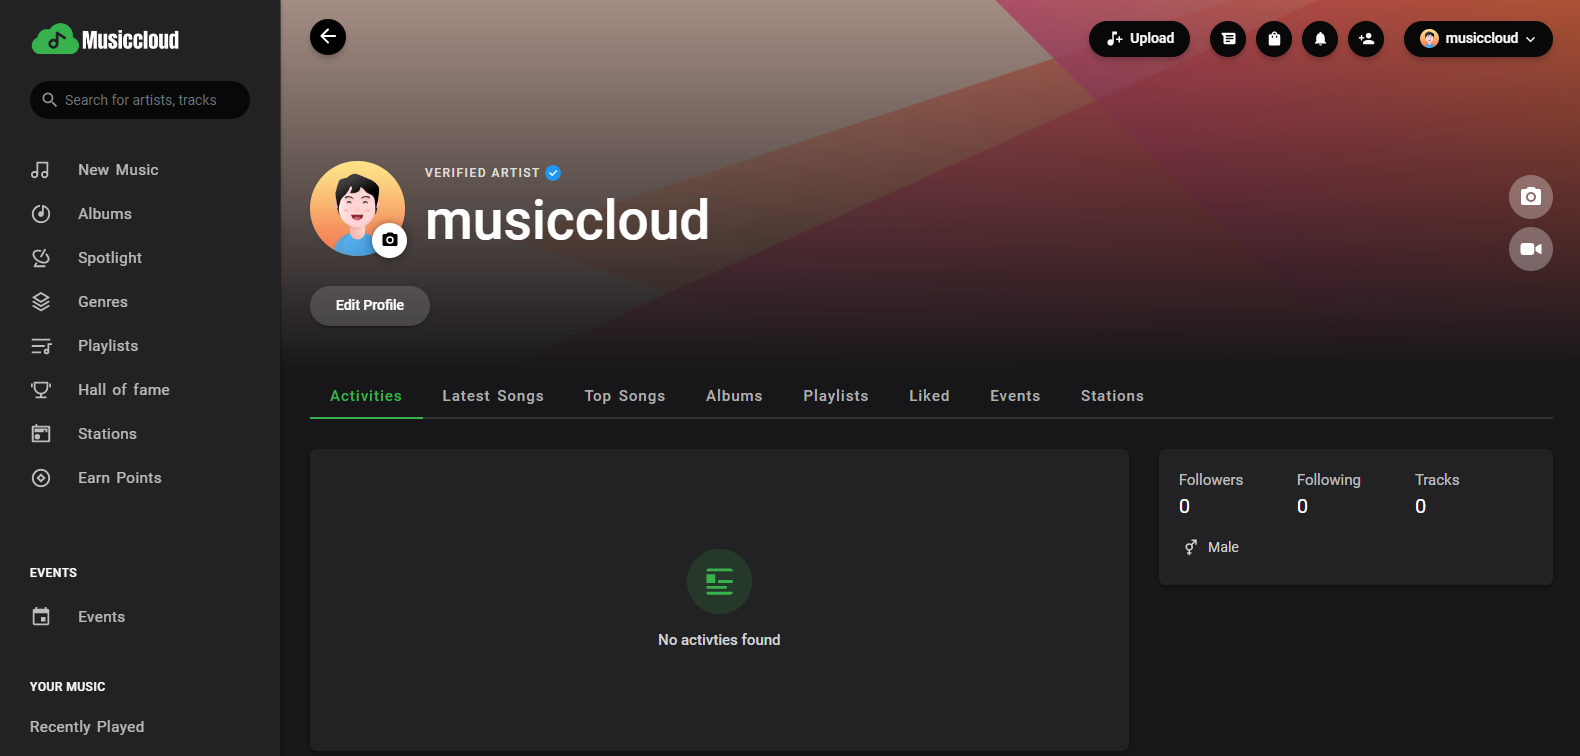 Musiccloud
Search for artists, tracks
New Music
Albums
Spotlight
Genres
Playlists
Hall of fame
Stations
Earn Points
EVENTS
Events
YOUR MUSIC
Recently Played
Upload
musiccloud
VERIFIED ARTIST
musiccloud
Edit Profile
Activities Latest Songs Top Songs Albums Playlists Liked Events Stations
No activties found
Followers Following Tracks
0 0 0
Male